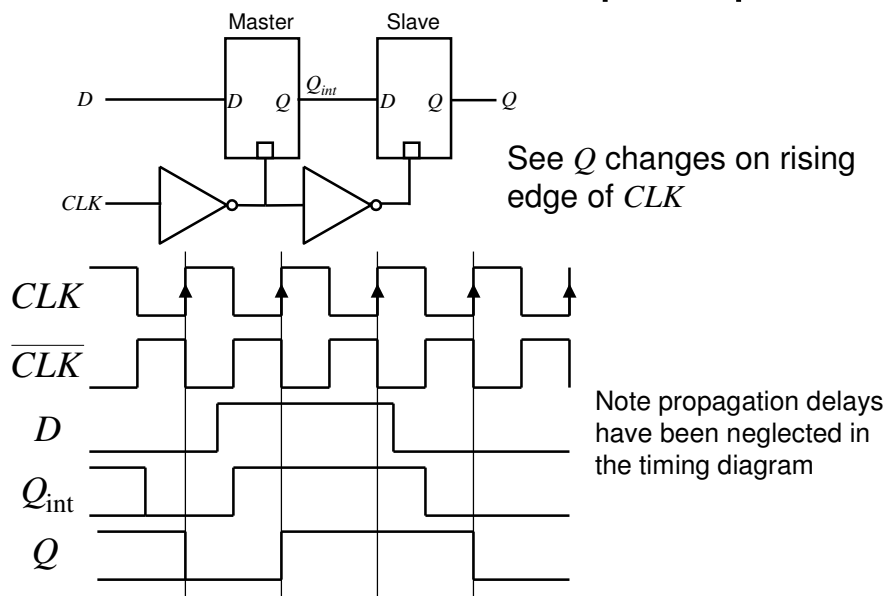 Master Slave
D D Q Q_int D Q Q
See Q changes on rising
edge of CLK
CLK
CLK
C̅L̅K̅
D
Note propagation delays
have been neglected in
the timing diagram
Q_int
Q